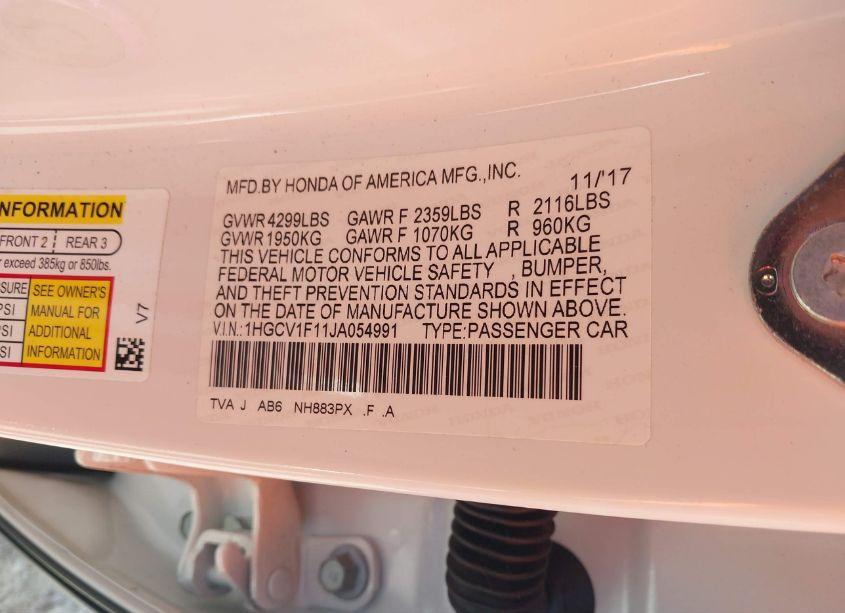 INFORMATION
FRONT 2 REAR 3
exceed 385kg or 850lbs.
SEE OWNER'S
MANUAL FOR
ADDITIONAL
INFORMATION
PSI
V7
MFD.BY HONDA OF AMERICA MFG.,INC. 11/'17
GVWR 4299LBS GAWR F 2359LBS R 2116LBS
GVWR 1950KG GAWR F 1070KG R 960KG
THIS VEHICLE CONFORMS TO ALL APPLICABLE
FEDERAL MOTOR VEHICLE SAFETY , BUMPER,
AND THEFT PREVENTION STANDARDS IN EFFECT
ON THE DATE OF MANUFACTURE SHOWN ABOVE.
V.I.N.: 1HGCV1F11JA054991 TYPE:PASSENGER CAR
TVA J AB6 NH883PX .F .A